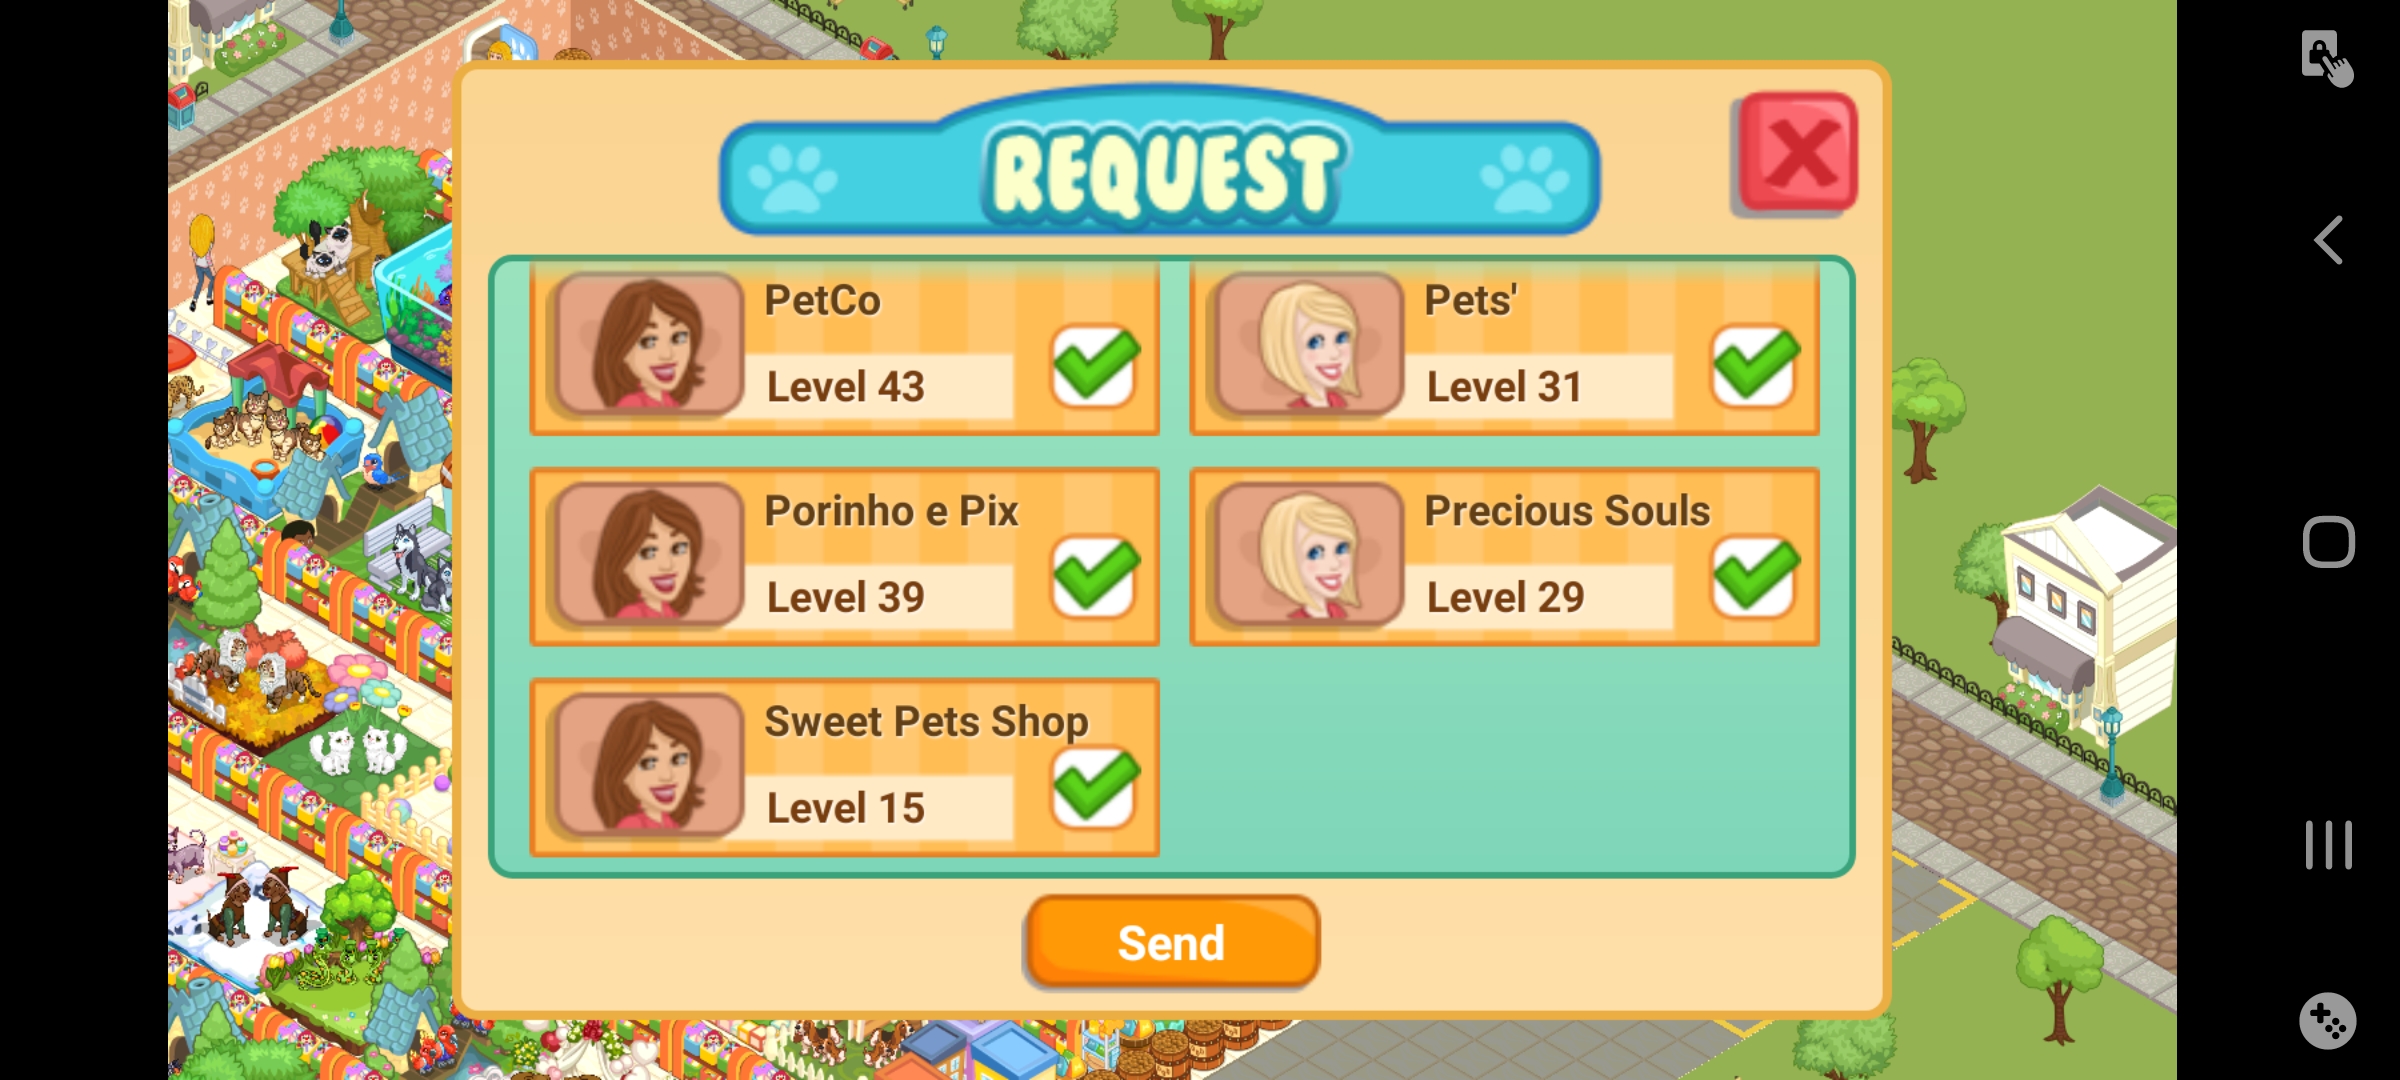 REQUEST
PetCo
Level 43
Pets'
Level 31
Porinho e Pix
Level 39
Precious Souls
Level 29
Sweet Pets Shop
Level 15
Send